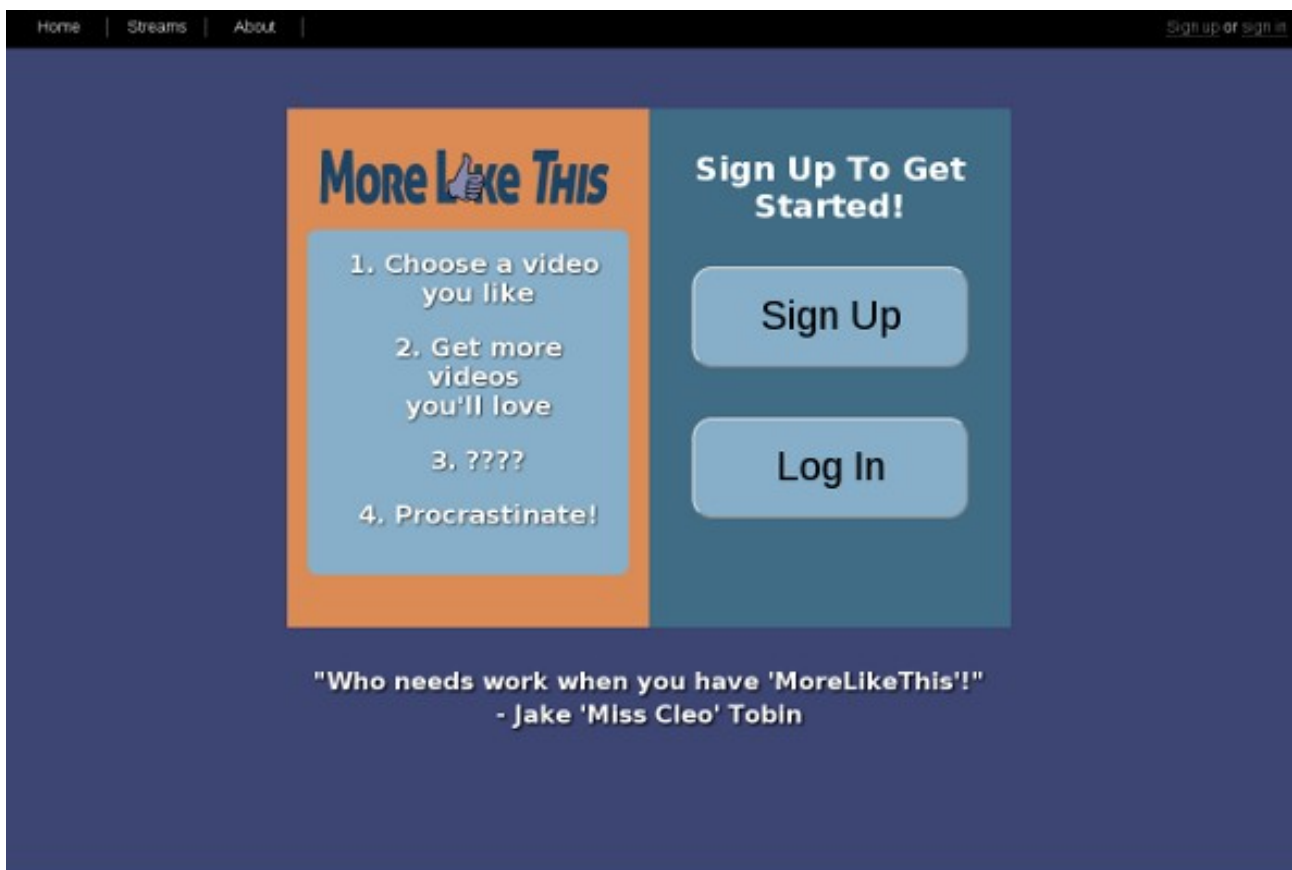 Home | Streams | About |
Sign up or sign in
More Like This
1. Choose a video
you like
2. Get more
videos
you'll love
3. ????
4. Procrastinate!
Sign Up To Get
Started!
Sign Up
Log In
"Who needs work when you have 'MoreLikeThis'!"
- Jake 'Miss Cleo' Tobin